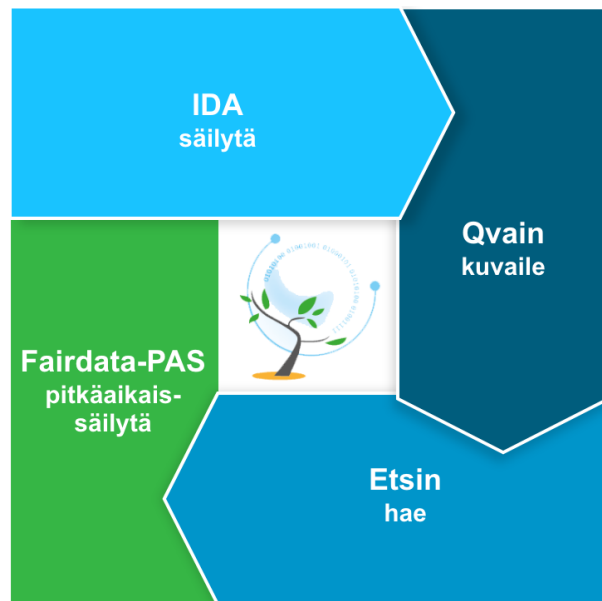 IDA
säilytä
Qvain
kuvaile
Fairdata-PAS
pitkäaikais-
säilytä
Etsin
hae